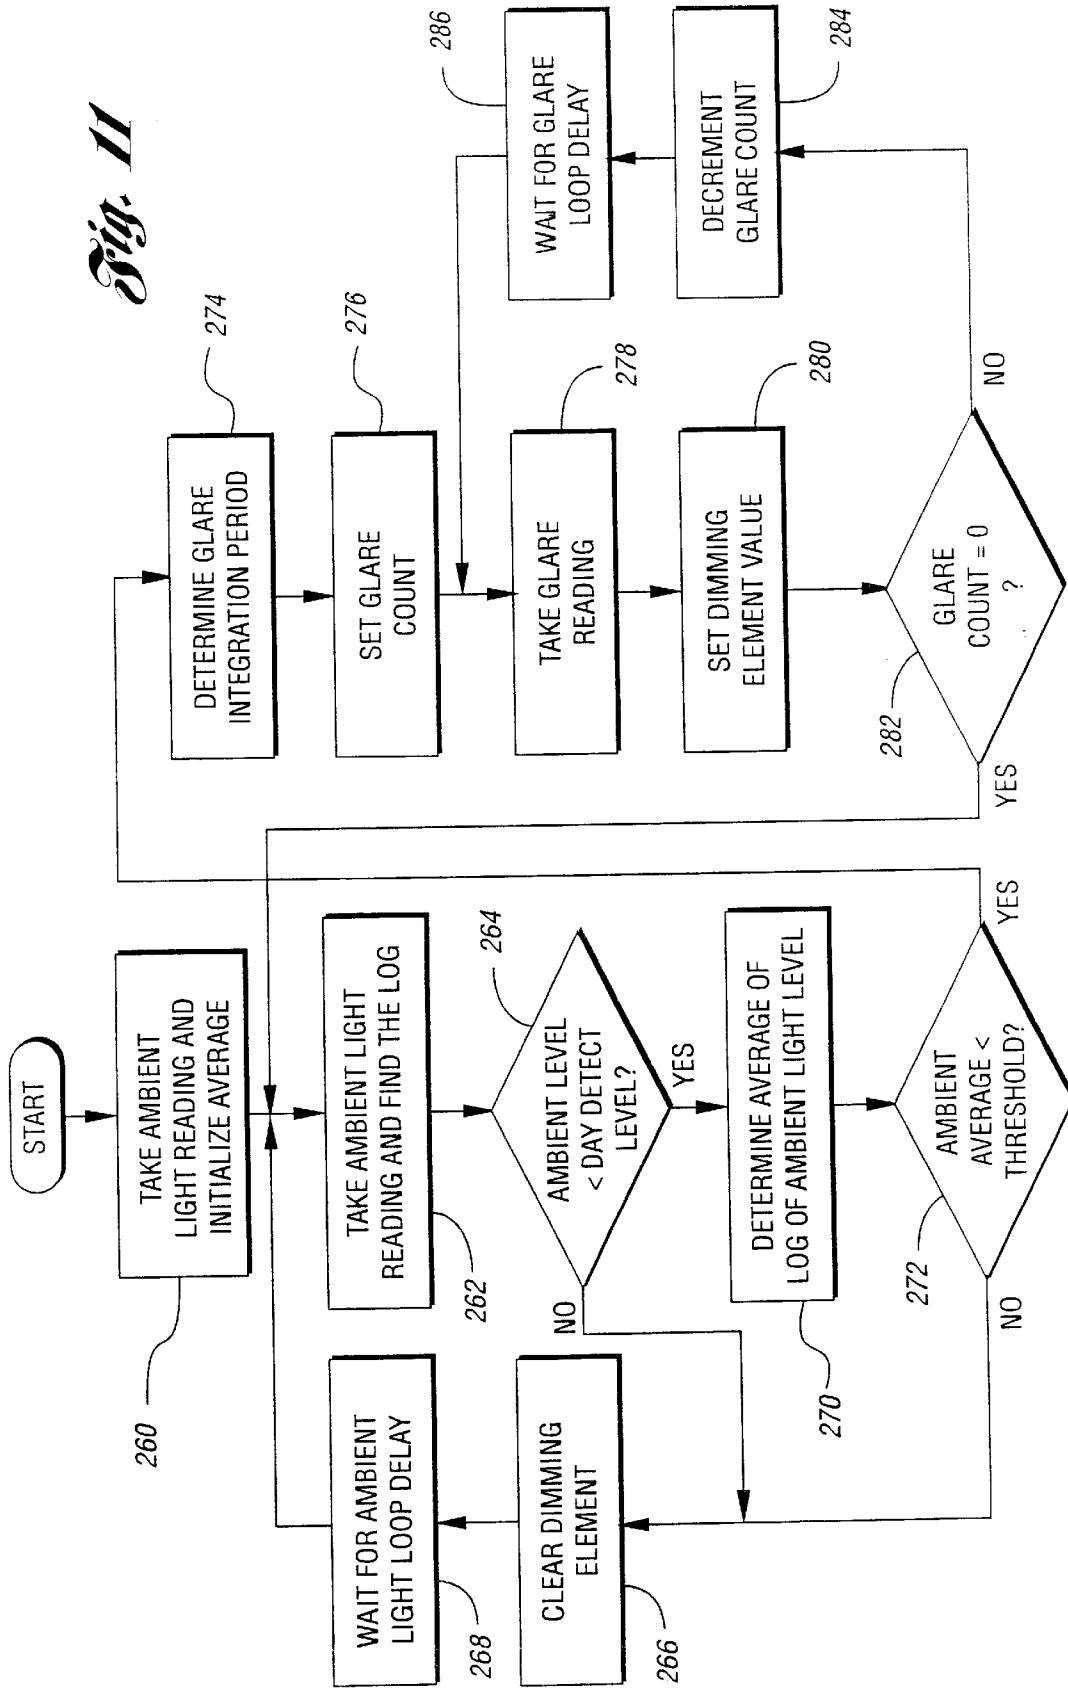 Fig. 11
START
TAKE AMBIENT
LIGHT READING AND
INITIALIZE AVERAGE
260
TAKE AMBIENT LIGHT
READING AND FIND THE LOG
262
AMBIENT LEVEL
< DAY DETECT
LEVEL?
264
NO
YES
WAIT FOR AMBIENT
LIGHT LOOP DELAY
268
CLEAR DIMMING
ELEMENT
266
DETERMINE AVERAGE OF
LOG OF AMBIENT LIGHT LEVEL
270
AMBIENT
AVERAGE <
THRESHOLD?
272
NO
YES
DETERMINE GLARE
INTEGRATION PERIOD
274
SET GLARE
COUNT
276
TAKE GLARE
READING
278
SET DIMMING
ELEMENT VALUE
280
GLARE
COUNT = 0
?
282
YES
NO
DECREMENT
GLARE COUNT
284
WAIT FOR GLARE
LOOP DELAY
286